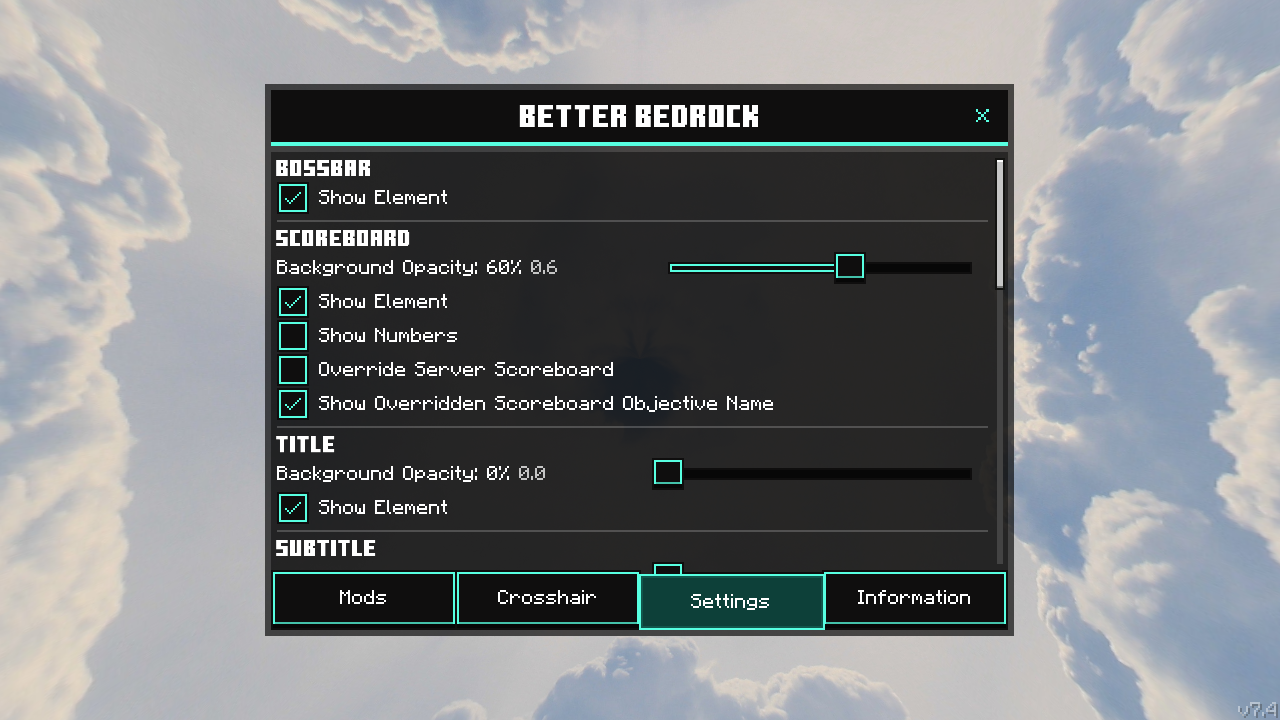 BETTER BEDROCK
BOSSBAR
Show Element
SCOREBOARD
Background Opacity: 60% 0.6
Show Element
Show Numbers
Override Server Scoreboard
Show Overridden Scoreboard Objective Name
TITLE
Background Opacity: 0% 0.0
Show Element
SUBTITLE
Mods
Crosshair
Settings
Information
v7.4